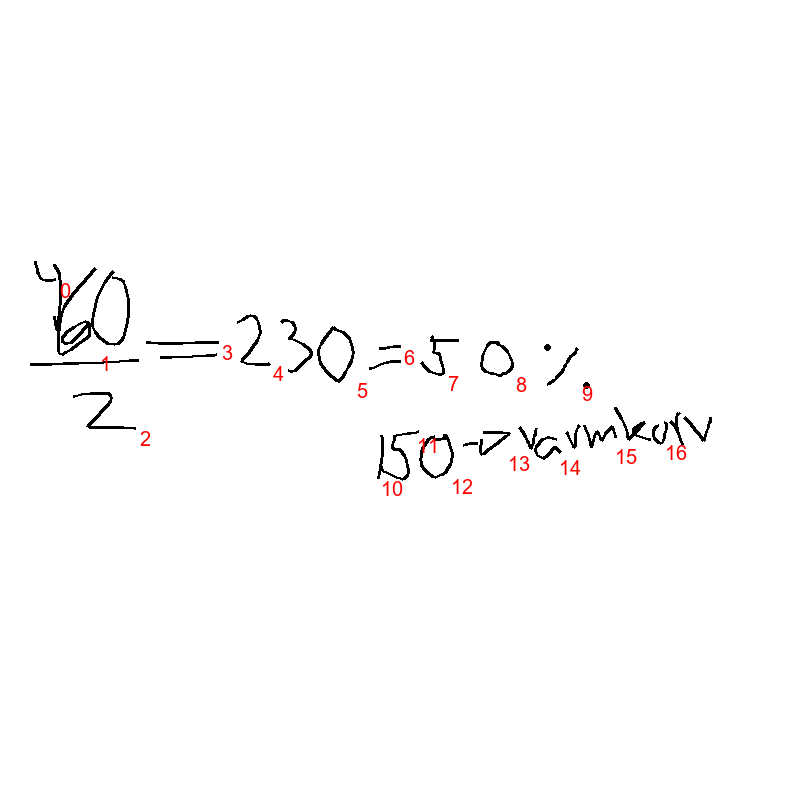 460/2 = 230 = 50 %
150 → varmkorv